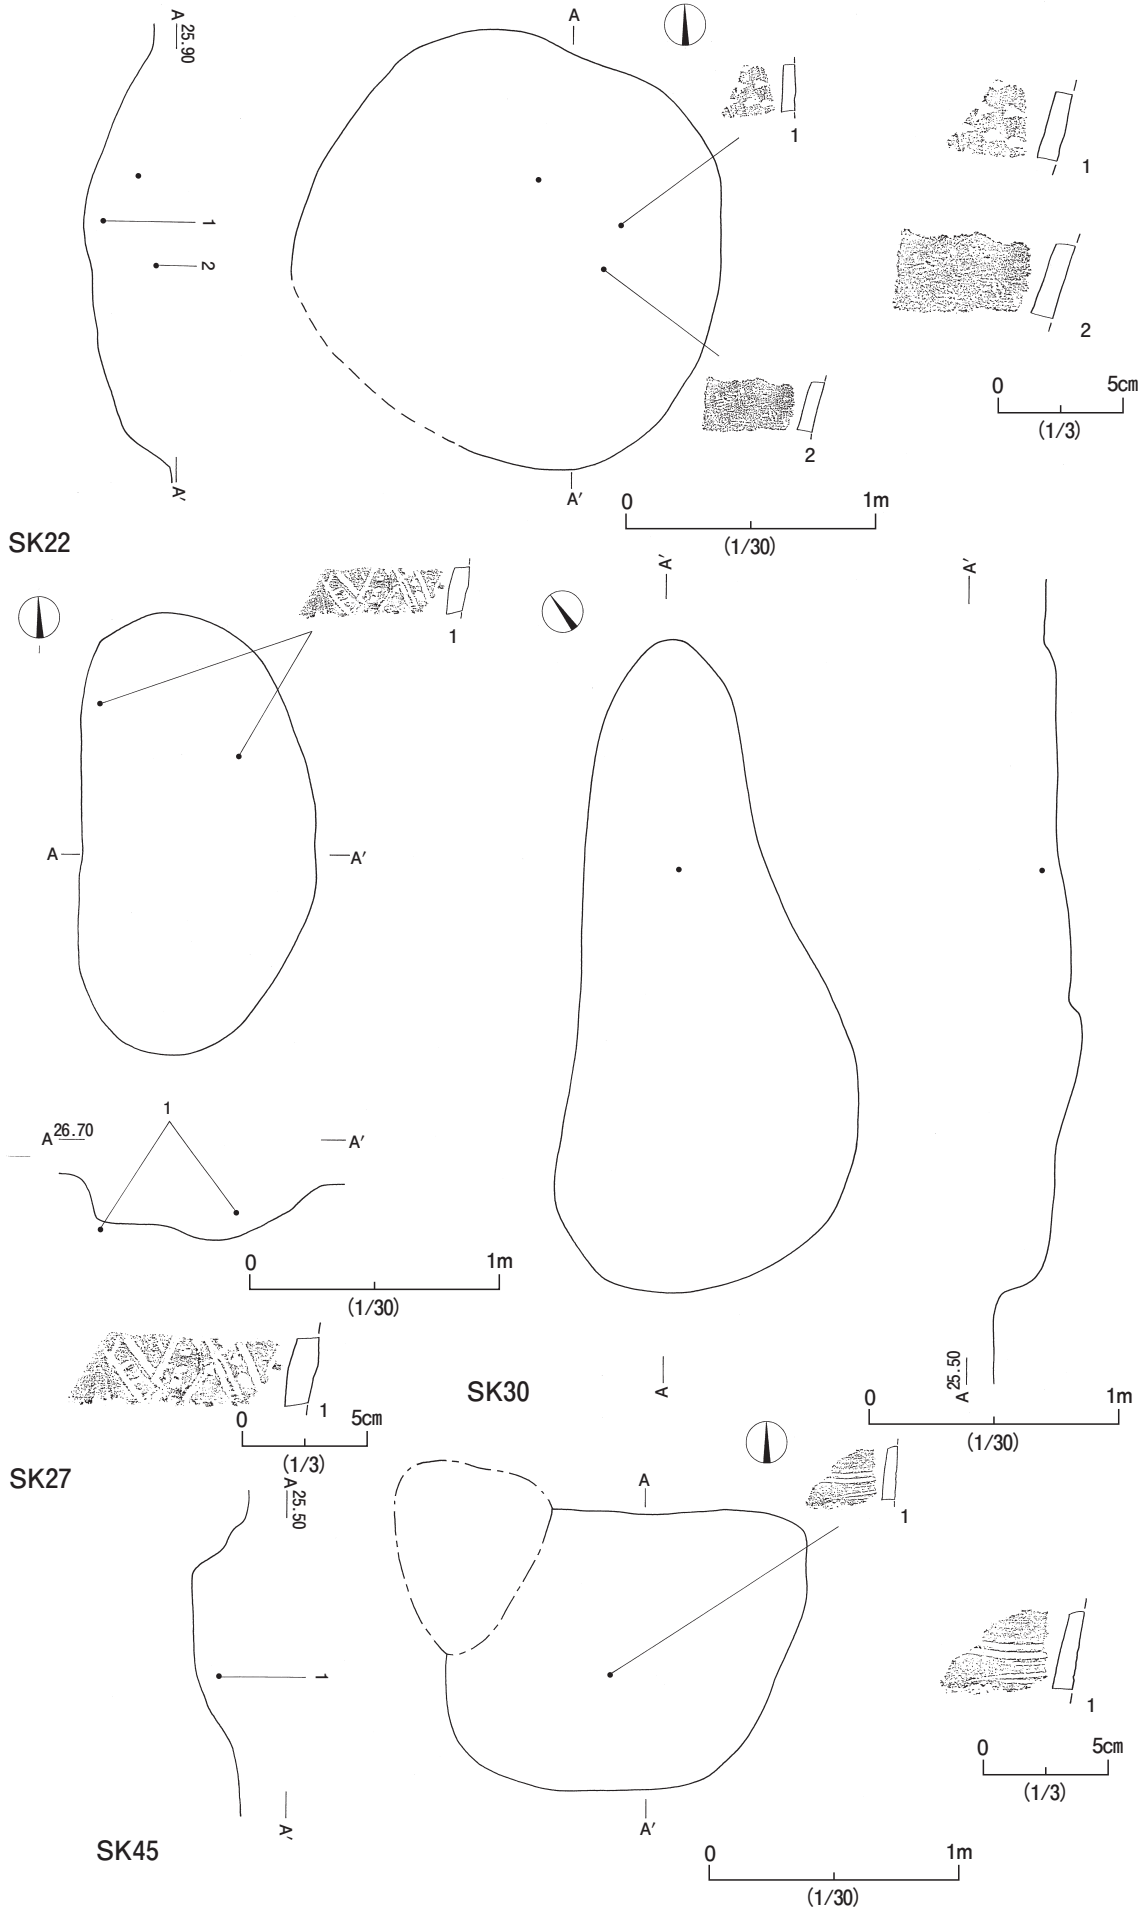 A 25.90
A
1
1
1
2
2
2
0 5cm
(1/3)
A′
A′
0 1m
(1/30)
SK22
1
A′
A′
A
A′
1
A 26.70
A′
0 1m
(1/30)
1
0 5cm
(1/3)
SK27
A
SK30
A 25.50
0 1m
(1/30)
A 25.50
A
1
1
1
0 5cm
(1/3)
A′
A′
SK45
0 1m
(1/30)